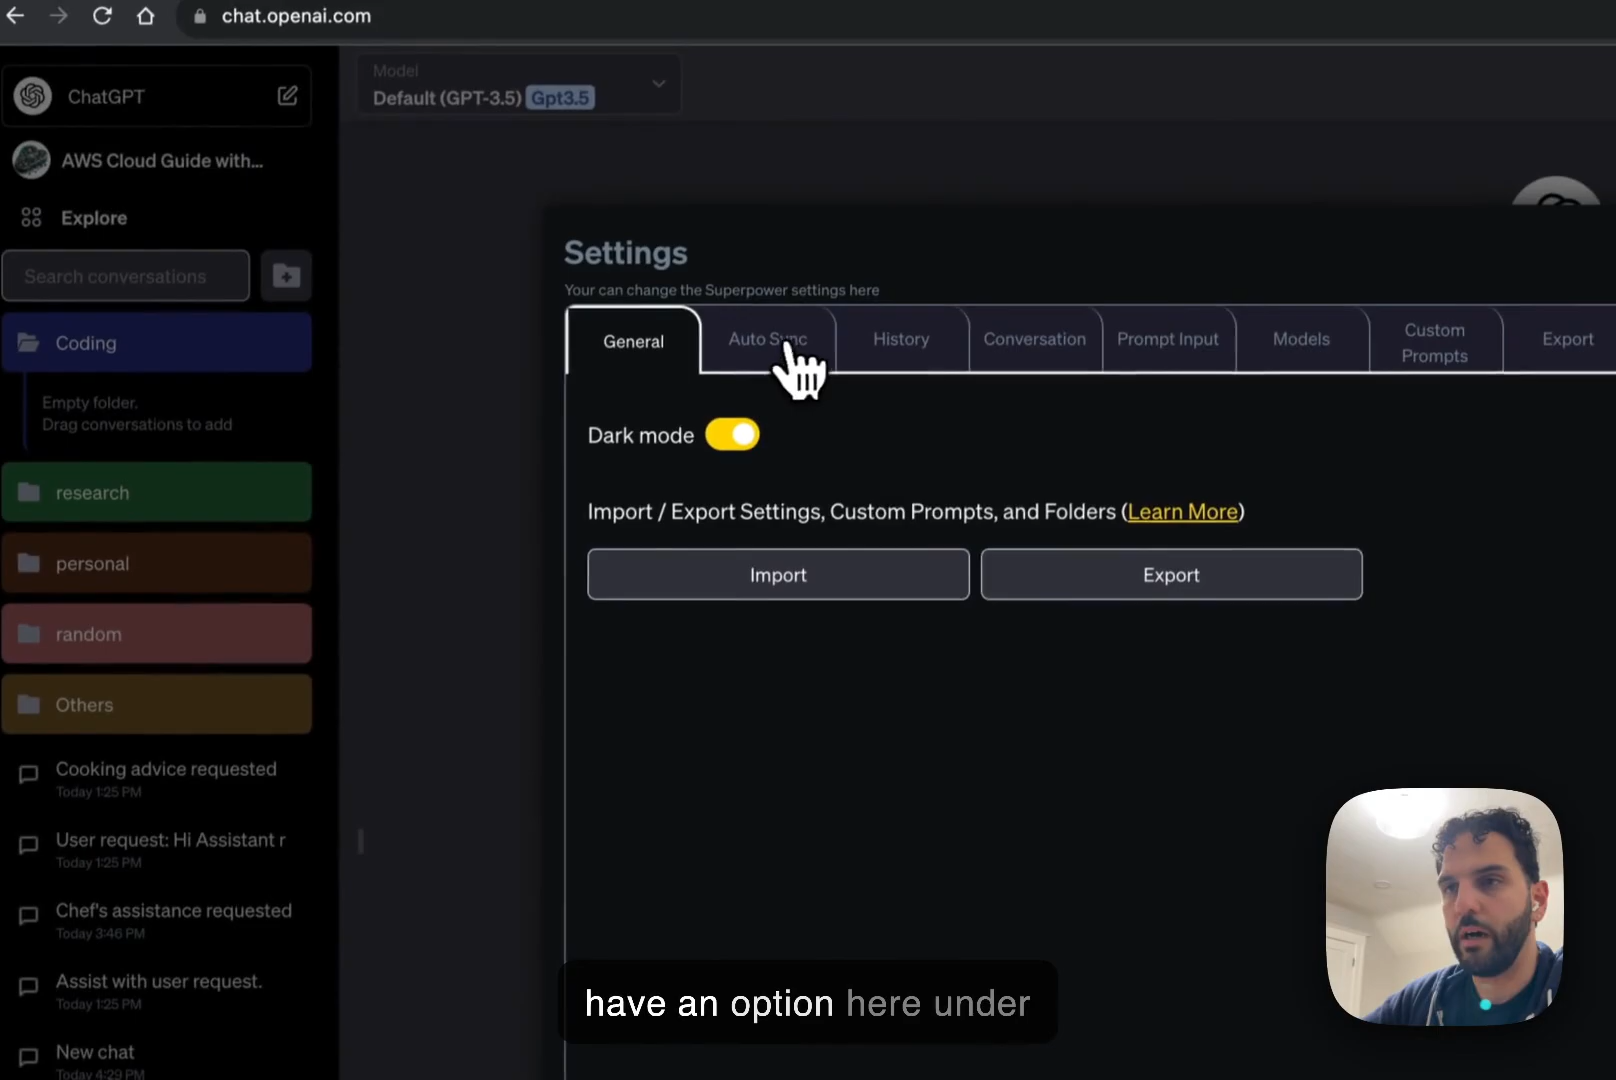 chat.openai.com
ChatGPT
AWS Cloud Guide with...
Explore
Search conversations
Coding
Empty folder.
Drag conversations to add
research
personal
random
Others
Cooking advice requested
Today 1:25 PM
User request: Hi Assistant r
Today 1:25 PM
Chef's assistance requested
Today 3:46 PM
Assist with user request.
Today 1:25 PM
New chat
Today 4:29 PM
Model
Default (GPT-3.5) Gpt3.5
Settings
Your can change the Superpower settings here
General
Auto Sync
History
Conversation
Prompt Input
Models
Custom
Prompts
Export
Dark mode
Import / Export Settings, Custom Prompts, and Folders (Learn More)
Import
Export
have an option here under